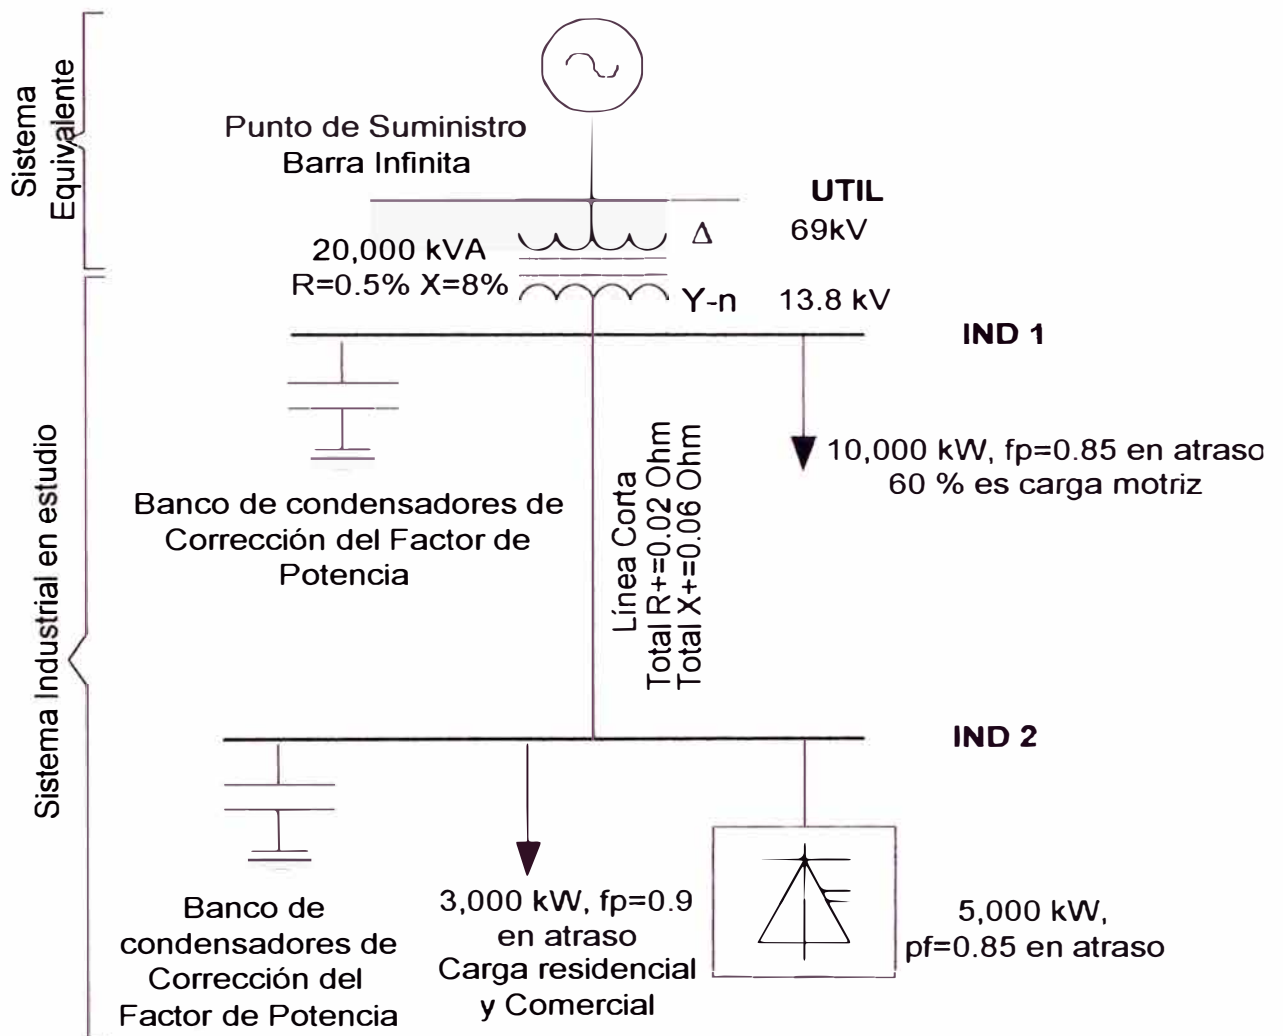 Sistema
Equivalente
Punto de Suministro
Barra Infinita
UTIL
20,000 kVA
R=0.5% X=8%
Δ 69kV
Y-n 13.8 kV
IND 1
Sistema Industrial en estudio
Banco de condensadores de
Corrección del Factor de
Potencia
Línea Corta
Total R+=0.02 Ohm
Total X+=0.06 Ohm
10,000 kW, fp=0.85 en atraso
60 % es carga motriz
IND 2
Banco de
condensadores de
Corrección del
Factor de Potencia
3,000 kW, fp=0.9
en atraso
Carga residencial
y Comercial
5,000 kW,
pf=0.85 en atraso